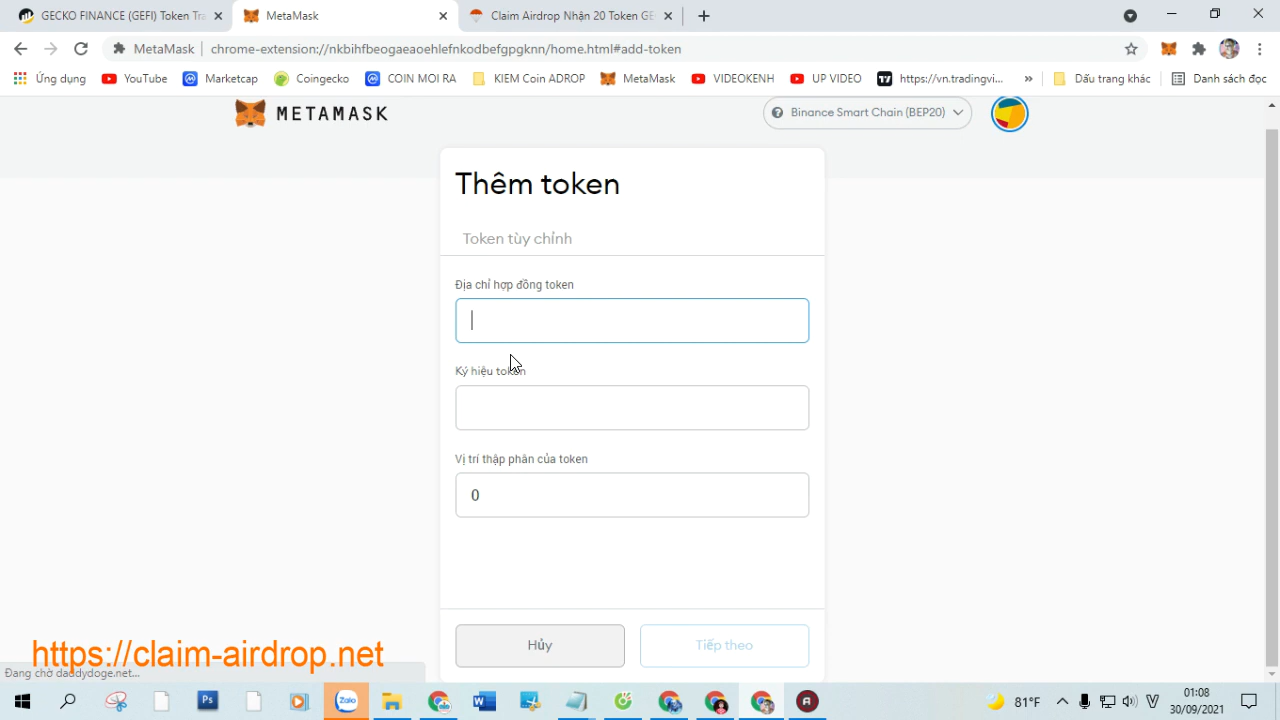 GECKO FINANCE (GEFI) Token Tra
MetaMask
Claim Airdrop Nhận 20 Token GE
MetaMask
chrome-extension://nkbihfbeogaeaoehlefnkodbefgpgknn/home.html#add-token
Ứng dụng
YouTube
Marketcap
Coingecko
COIN MOI RA
KIEM Coin ADROP
MetaMask
VIDEOKENH
UP VIDEO
https://vn.tradingvi...
»
Dấu trang khác
Danh sách đọc
METAMASK
Binance Smart Chain (BEP20)
Thêm token
Token tùy chỉnh
Địa chỉ hợp đồng token
Ký hiệu token
Vị trí thập phân của token
0
Hủy
Tiếp theo
https://claim-airdrop.net
Đang chờ daddydoge.net...
Ps
Zalo
W
A
81°F
V
01:08
30/09/2021